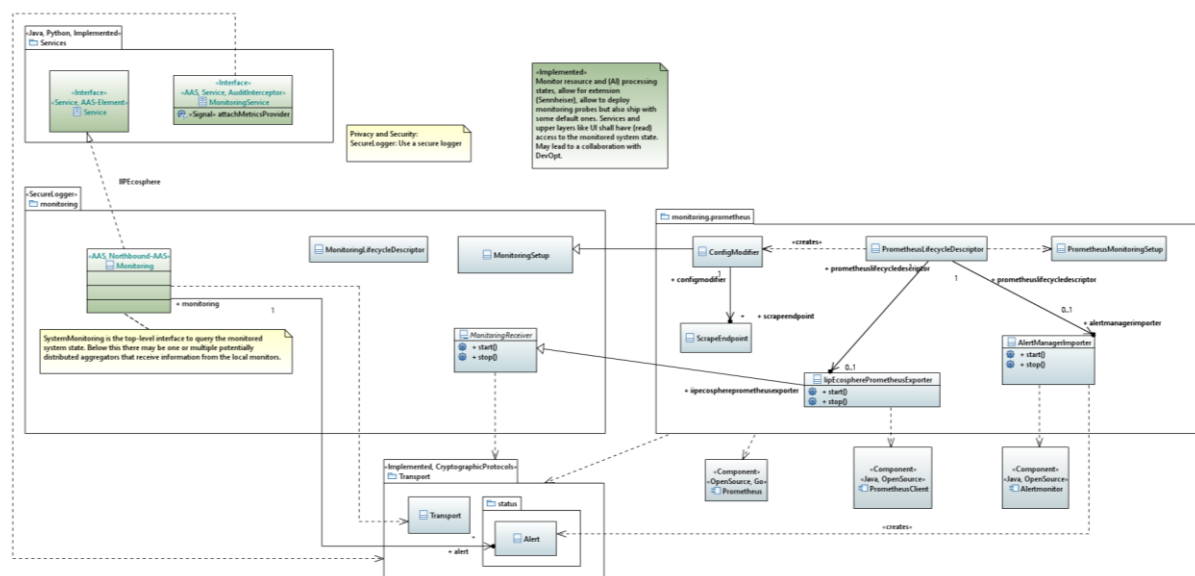 «Java, Python, Implemented»
Services
«Interface»
«Service, AAS-Element»
Service
«Interface»
«AAS, Service, AuditInterceptor»
MonitoringService
«Signal» attachMetricsProvider
Privacy and Security:
SecureLogger: Use a secure logger
«Implemented»
Monitor resource and (AI) processing
states, allow for extension
(Sennheiser), allow to deploy
monitoring probes but also ship with
some default ones. Services and
upper layers like UI shall have (read)
access to the monitored system state.
May lead to a collaboration with
DevOpt.
IIPEcosphere
«SecureLogger»
monitoring
«AAS, Northbound-AAS»
Monitoring
MonitoringLifecycleDescriptor
MonitoringSetup
+ monitoring
1
SystemMonitoring is the top-level interface to query the monitored
system state. Below this there may be one or multiple potentially
distributed aggregators that receive information from the local monitors.
MonitoringReceiver
+ start()
+ stop()
monitoring.prometheus
ConfigModifier
«creates»
PrometheusLifecycleDescriptor
PrometheusMonitoringSetup
+ configmodifier
1
+ prometheuslifecycledescriptor
1
+ prometheuslifecycledescriptor
1
*
+ scrapeendpoint
ScrapeEndpoint
0..1
+ alertmanagerimporter
AlertManagerImporter
+ start()
+ stop()
0..1
+ iipecosphereprometheusexporter
IipEcospherePrometheusExporter
+ start()
+ stop()
«Implemented, CryptographicProtocols»
Transport
Transport
status
Alert
*
+ alert
«Component»
«OpenSource, Go»
Prometheus
«Component»
«Java, OpenSource»
PrometheusClient
«Component»
«Java, OpenSource»
Alertmonitor
«creates»